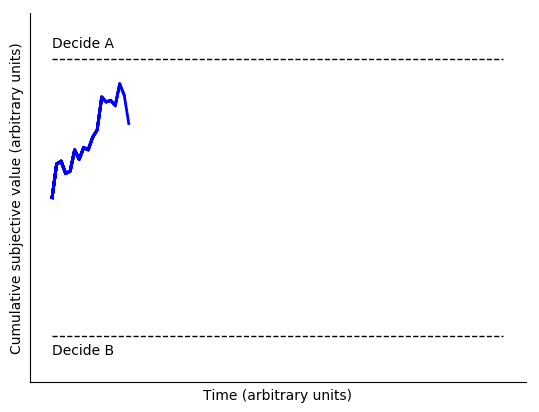 Decide A
Cumulative subjective value (arbitrary units)
Decide B
Time (arbitrary units)